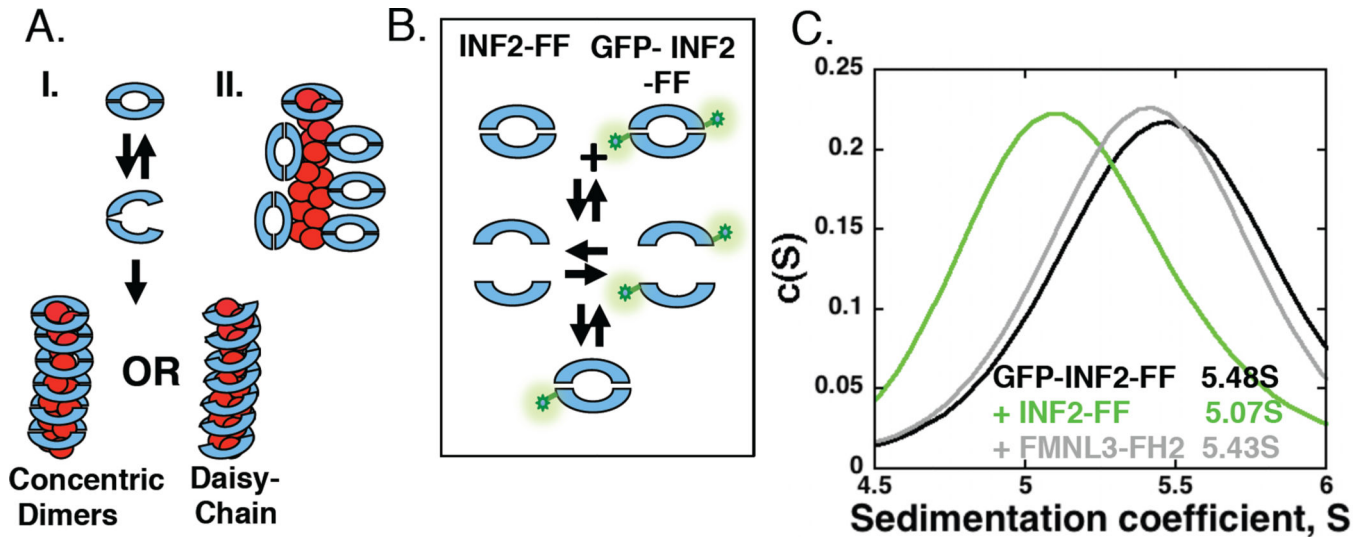 A.
I.
II.
OR
Concentric
Dimers
Daisy-
Chain
B.
INF2-FF
GFP- INF2
-FF
+
C.
c(S)
0.25
0.2
0.15
0.1
0.05
0
4.5
5
5.5
6
GFP-INF2-FF 5.48S
+ INF2-FF 5.07S
+ FMNL3-FH2 5.43S
Sedimentation coefficient, S